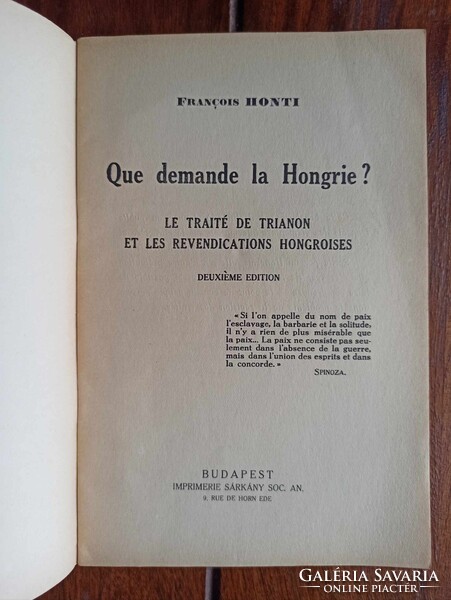 FRANÇOIS HONTI
Que demande la Hongrie?
LE TRAITÉ DE TRIANON
ET LES REVENDICATIONS HONGROISES
DEUXIÈME EDITION
« Si l'on appelle du nom de paix
l'esclavage, la barbarie et la solitude,
il n'y a rien de plus misérable que
la paix... La paix ne consiste pas seu-
lement dans l'absence de la guerre,
mais dans l'union des esprits et dans
la concorde. »
SPINOZA.
BUDAPEST
IMPRIMERIE SÁRKÁNY SOC. AN.
9, RUE DE HORN EDE
GALÉRIA SAVARIA
ONLINE PIACTÉR